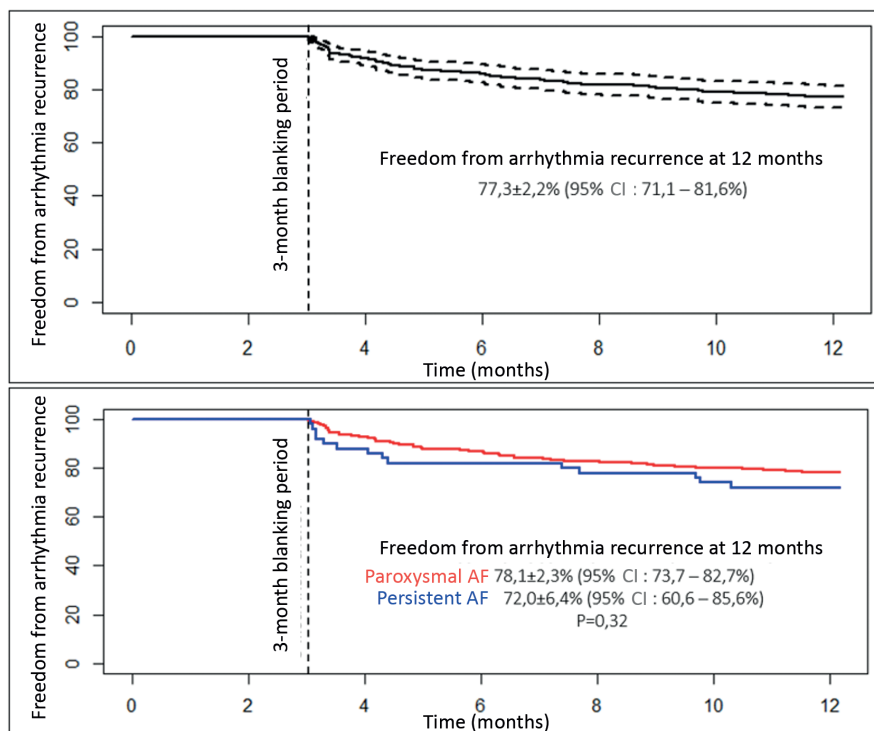 Freedom from arrhythmia recurrence
100
80
60
40
20
0
3-month blanking period
Freedom from arrhythmia recurrence at 12 months
77,3±2,2% (95% CI : 71,1 – 81,6%)
0 2 4 6 8 10 12
Time (months)
Freedom from arrhythmia recurrence
100
80
60
40
20
0
3-month blanking period
Freedom from arrhythmia recurrence at 12 months
Paroxysmal AF 78,1±2,3% (95% CI : 73,7 – 82,7%)
Persistent AF 72,0±6,4% (95% CI : 60,6 – 85,6%)
P=0,32
0 2 4 6 8 10 12
Time (months)